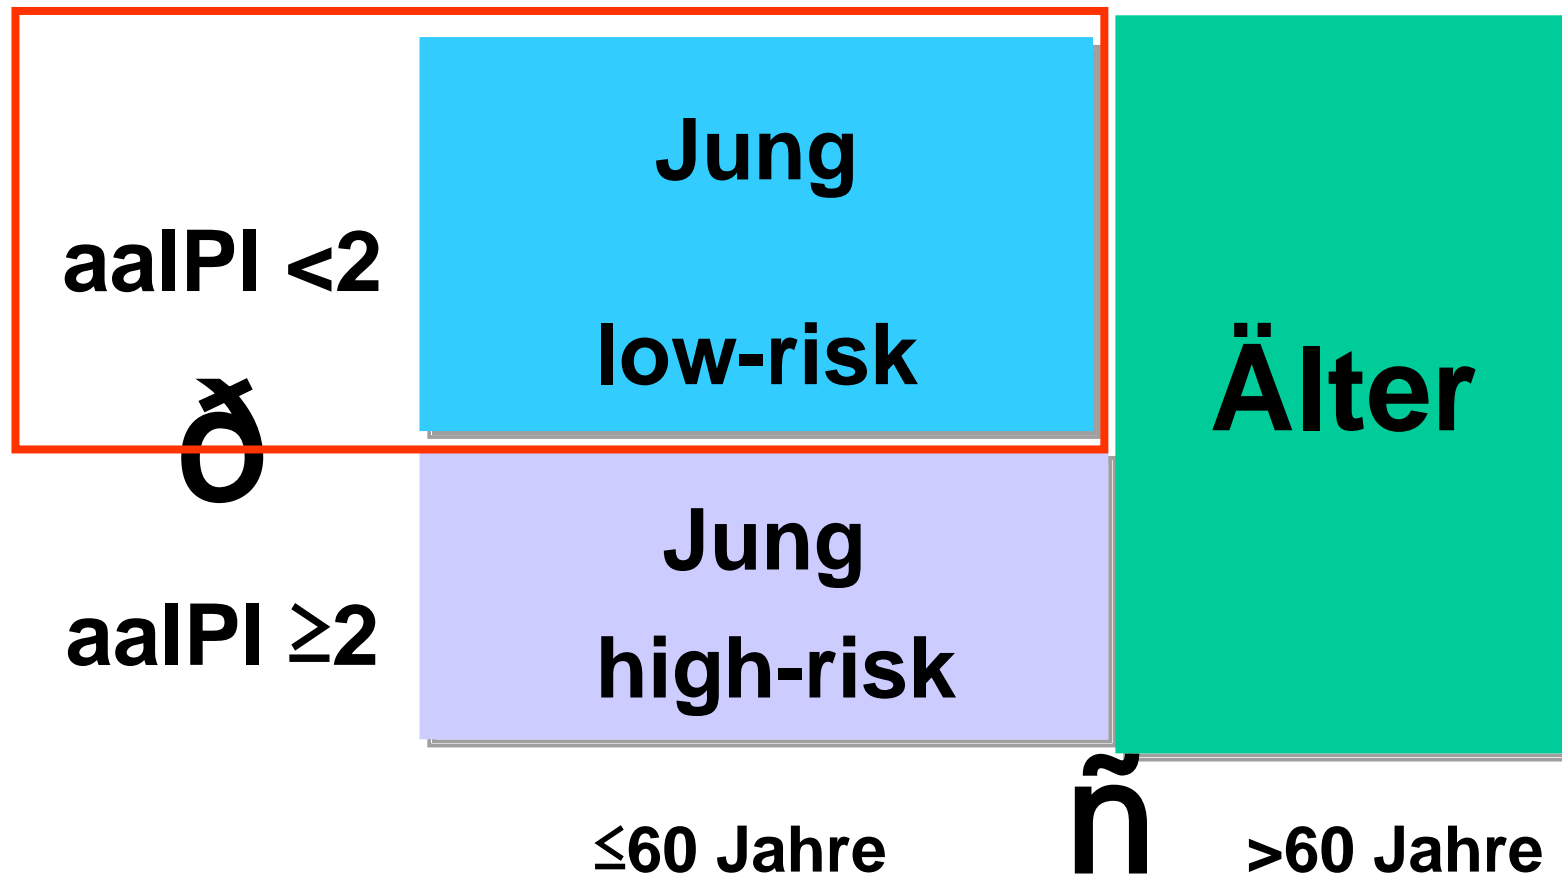 Jung
aaIPI <2
low-risk
Älter
ð
Jung
aaIPI ≥2
high-risk
ñ
≤60 Jahre
>60 Jahre